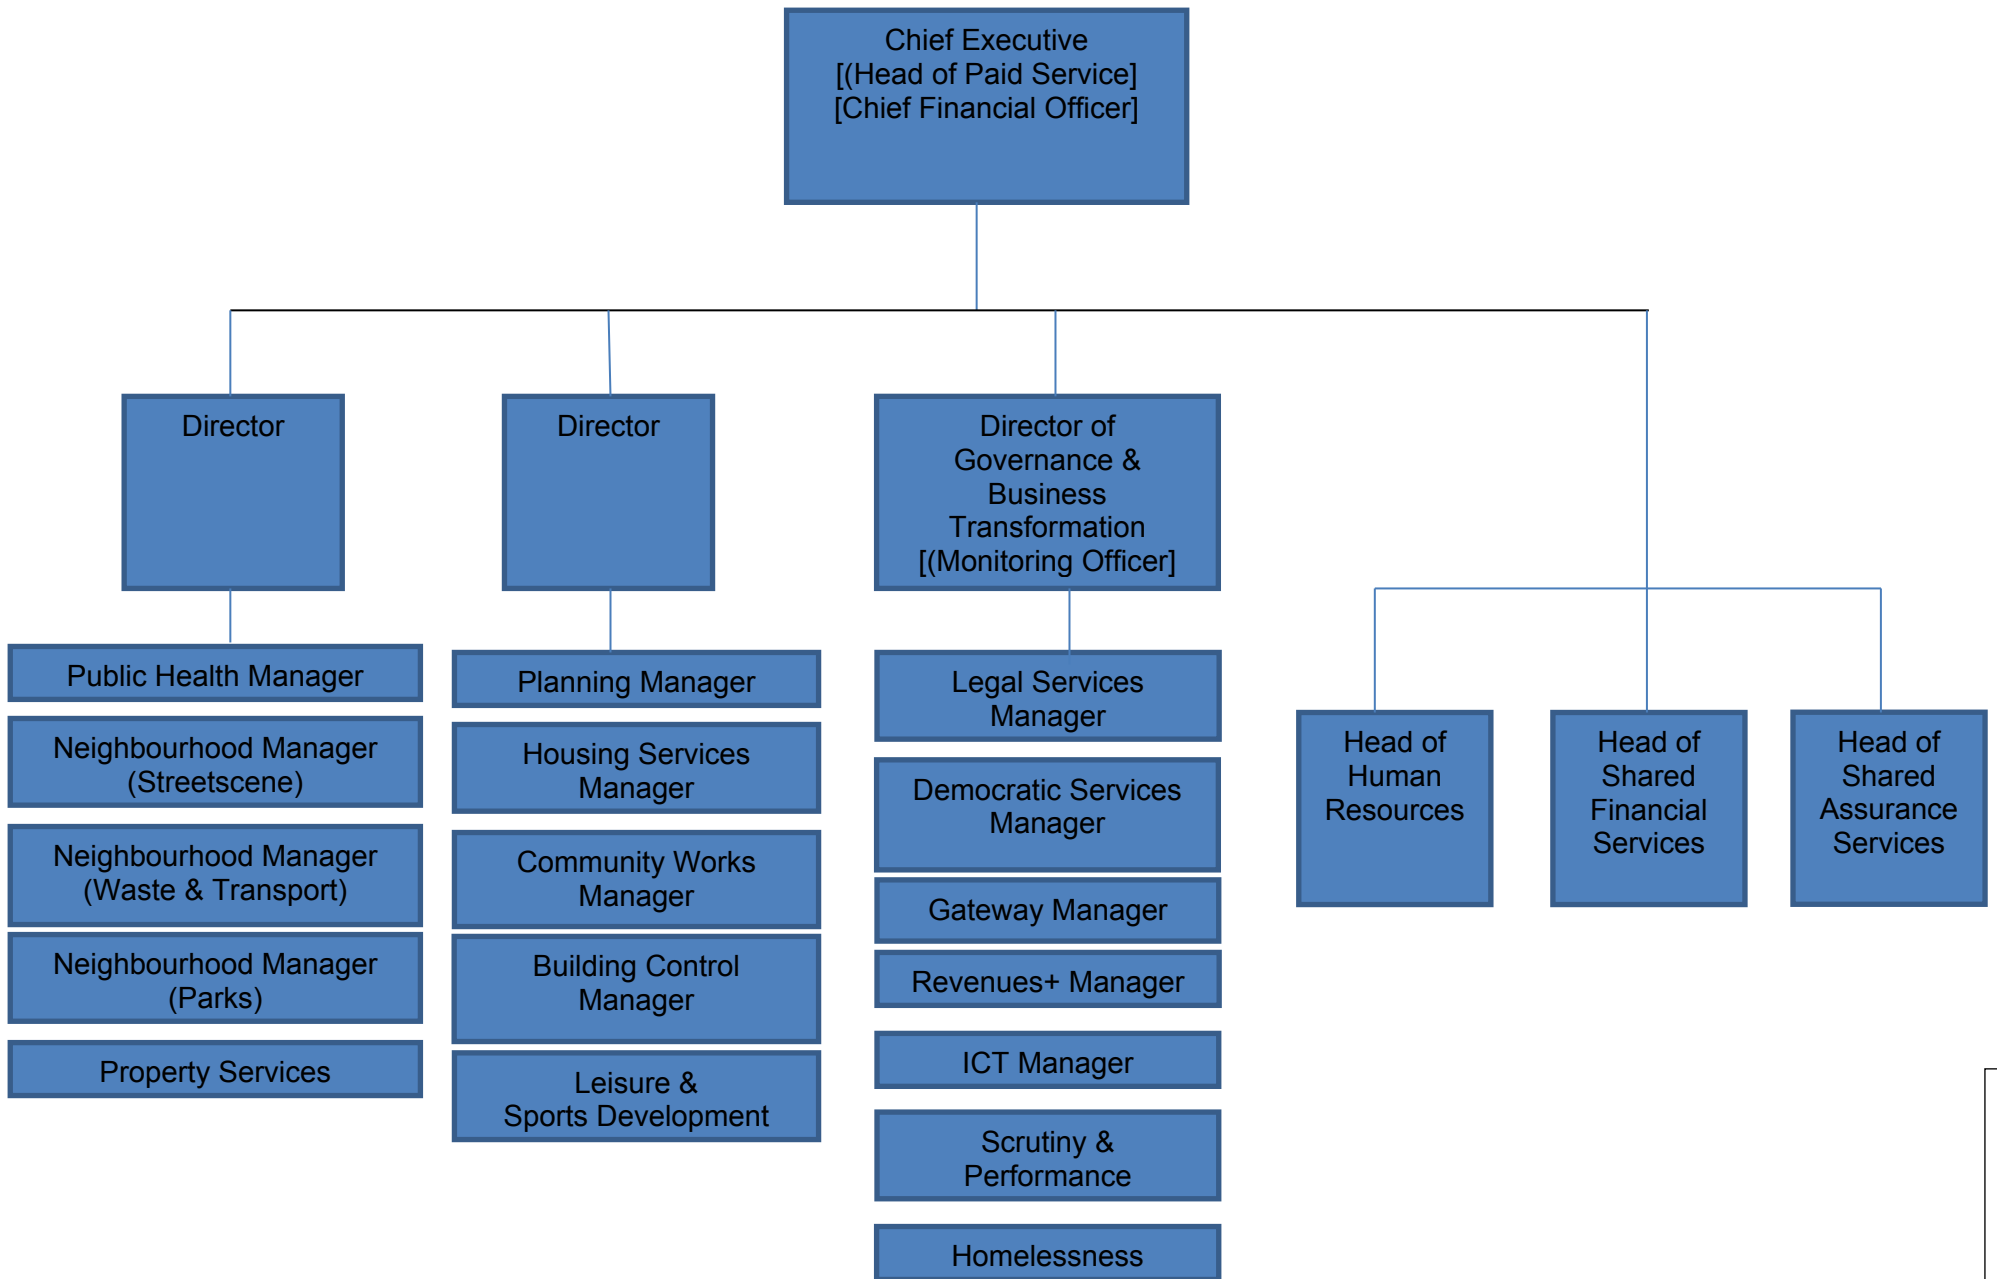 Chief Executive
[(Head of Paid Service]
[Chief Financial Officer]
Director
Director
Director of
Governance &
Business
Transformation
[(Monitoring Officer]
Public Health Manager
Neighbourhood Manager
(Streetscene)
Neighbourhood Manager
(Waste & Transport)
Neighbourhood Manager
(Parks)
Property Services
Planning Manager
Housing Services
Manager
Community Works
Manager
Building Control
Manager
Leisure &
Sports Development
Legal Services
Manager
Democratic Services
Manager
Gateway Manager
Revenues+ Manager
ICT Manager
Scrutiny &
Performance
Homelessness
Head of
Human
Resources
Head of
Shared
Financial
Services
Head of
Shared
Assurance
Services